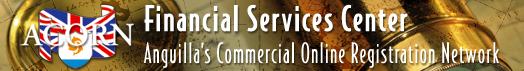 ACORN
Financial Services Center
Anguilla's Commercial Online Registration Network